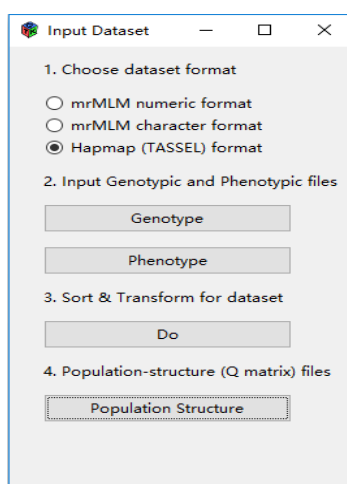 Input Dataset
1. Choose dataset format
mrMLM numeric format
mrMLM character format
Hapmap (TASSEL) format
2. Input Genotypic and Phenotypic files
Genotype
Phenotype
3. Sort & Transform for dataset
Do
4. Population-structure (Q matrix) files
Population Structure